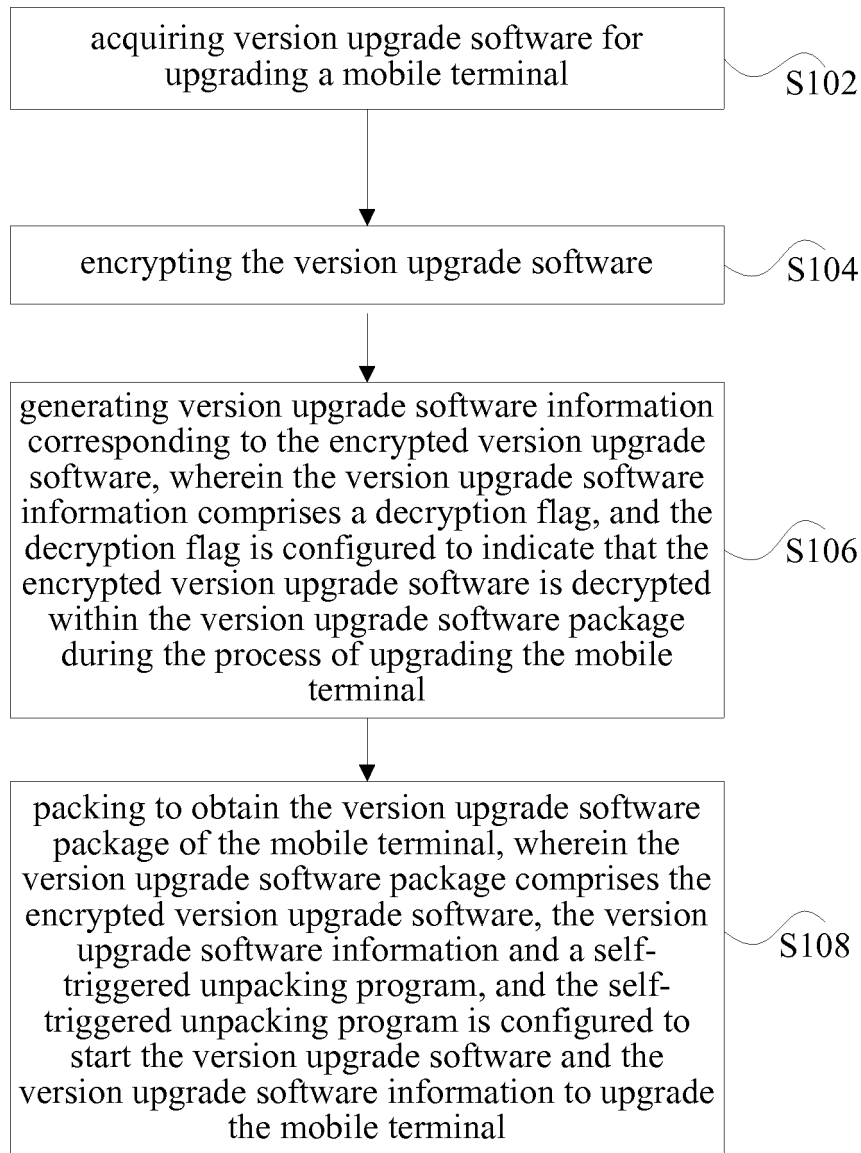 acquiring version upgrade software for
upgrading a mobile terminal
S102
encrypting the version upgrade software
S104
generating version upgrade software information
corresponding to the encrypted version upgrade
software, wherein the version upgrade software
information comprises a decryption flag, and the
decryption flag is configured to indicate that the
encrypted version upgrade software is decrypted
within the version upgrade software package
during the process of upgrading the mobile
terminal
S106
packing to obtain the version upgrade software
package of the mobile terminal, wherein the
version upgrade software package comprises the
encrypted version upgrade software, the version
upgrade software information and a self-
triggered unpacking program, and the self-
triggered unpacking program is configured to
start the version upgrade software and the
version upgrade software information to upgrade
the mobile terminal
S108